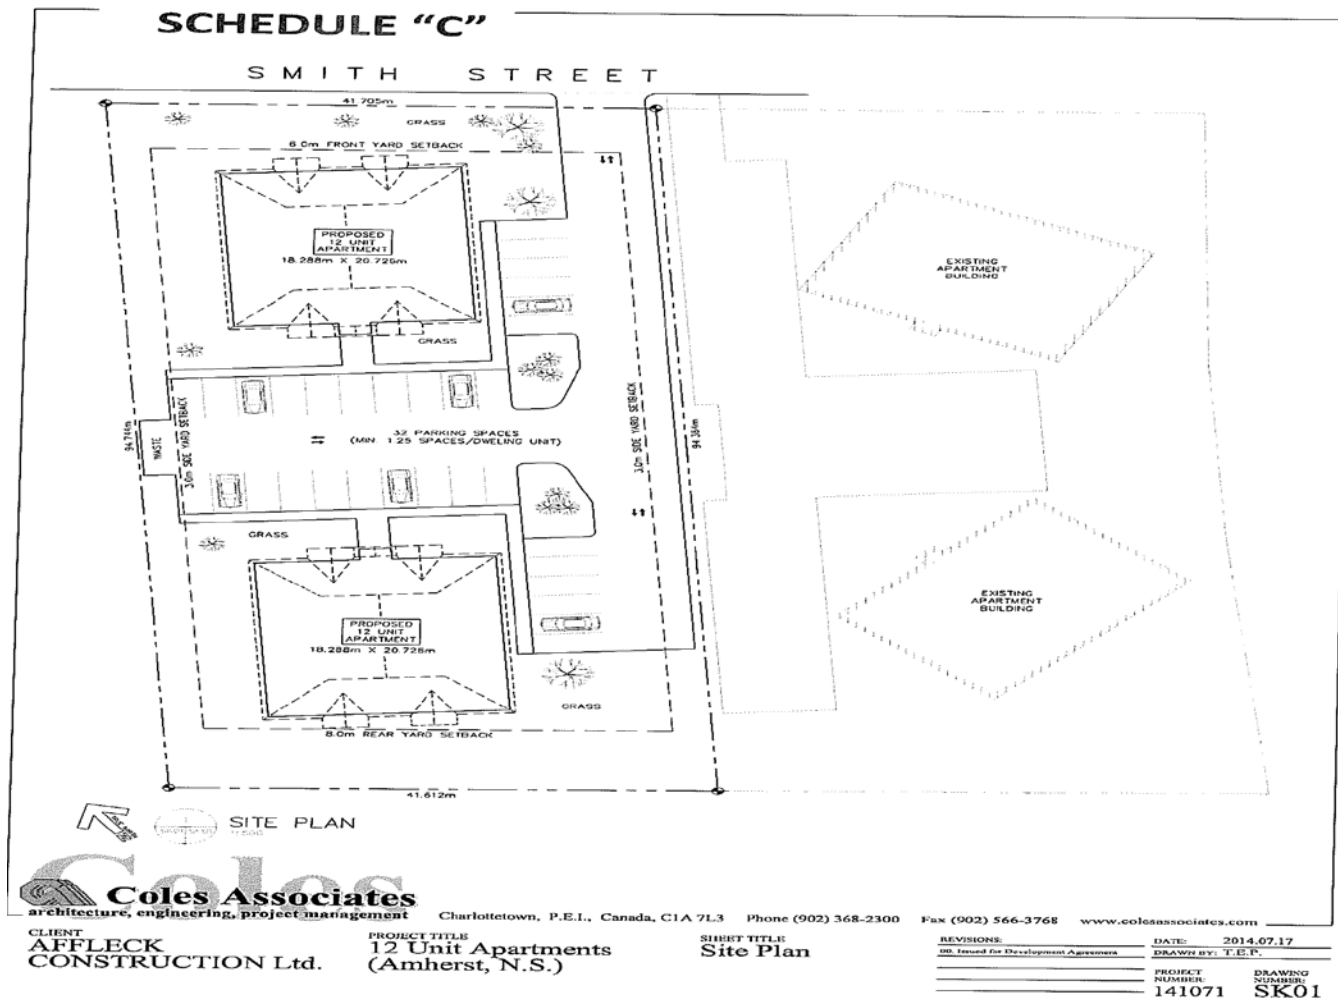 SCHEDULE “C”
SMITH STREET
41.705m
GRASS
6.0m FRONT YARD SETBACK
PROPOSED
12 UNIT
APARTMENT
18.288m X 20.726m
EXISTING
APARTMENT
BUILDING
GRASS
94.744m
WASTE
3.0m SIDE YARD SETBACK
32 PARKING SPACES
(MIN. 1.25 SPACES/DWELING UNIT)
3.0m SIDE YARD SETBACK
94.384m
GRASS
PROPOSED
12 UNIT
APARTMENT
18.288m X 20.726m
EXISTING
APARTMENT
BUILDING
GRASS
8.0m REAR YARD SETBACK
41.612m
SITE PLAN
Coles
Coles Associates
architecture, engineering, project management
Charlottetown, P.E.I., Canada, C1A 7L3 Phone (902) 368-2300 Fax (902) 566-3768 www.colesassociates.com
CLIENT
AFFLECK
CONSTRUCTION Ltd.
PROJECT TITLE
12 Unit Apartments
(Amherst, N.S.)
SHEET TITLE
Site Plan
REVISIONS:
00. Issued for Development Agreement
DATE: 2014.07.17
DRAWN BY: T.E.P.
PROJECT
NUMBER:
141071
DRAWING
NUMBER:
SK01